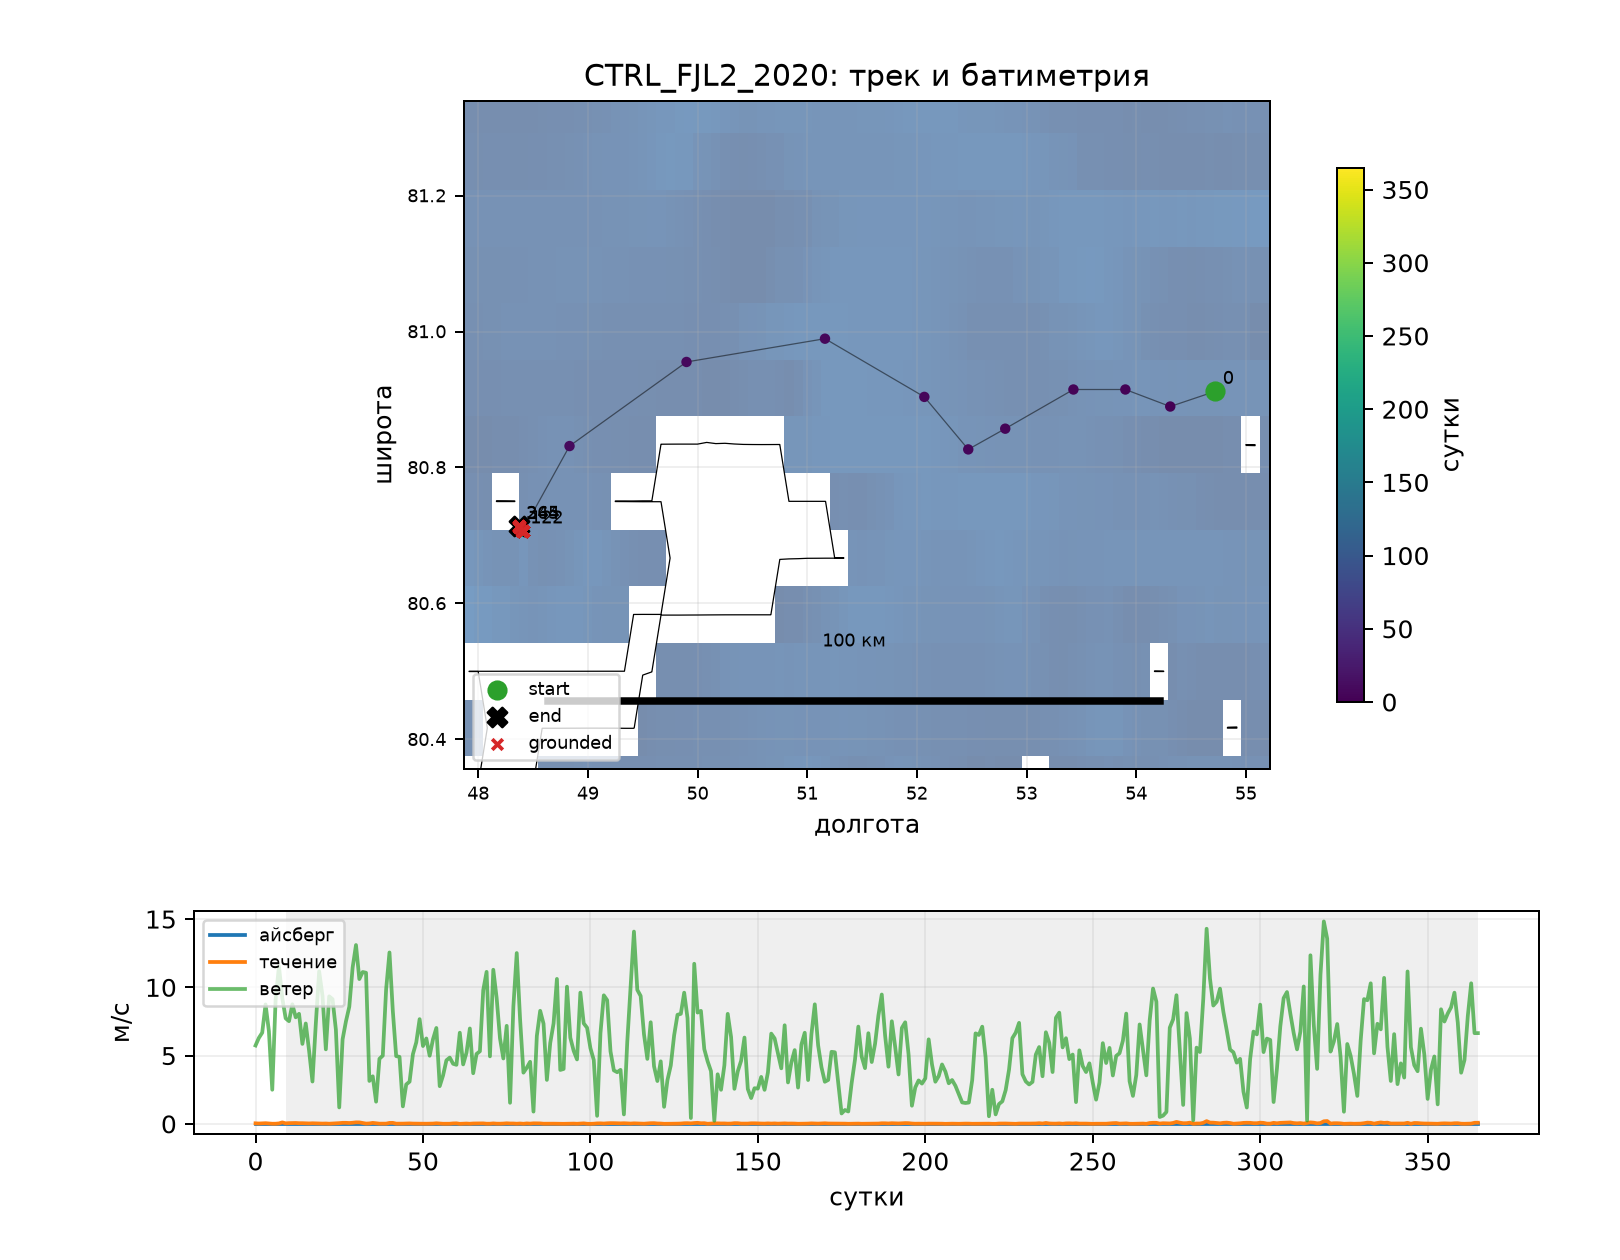 CTRL_FJL2_2020: трек и батиметрия
широта
81.2
81.0
80.8
80.6
80.4
0
122
100 км
start
end
grounded
48 49 50 51 52 53 54 55
долгота
350
300
250
200
150
100
50
0
сутки
м/с
15
10
5
0
айсберг
течение
ветер
0 50 100 150 200 250 300 350
сутки